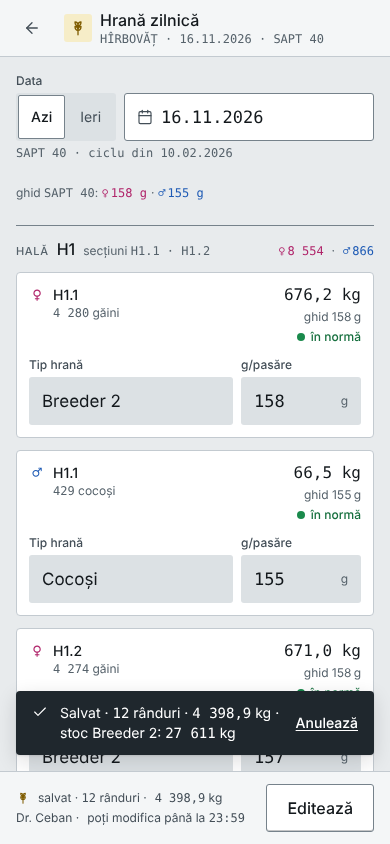 Hrană zilnică
HÎRBOVĂȚ · 16.11.2026 · SAPT 40
Data
Azi
Ieri
16.11.2026
SAPT 40 · ciclu din 10.02.2026
ghid SAPT 40: ♀158 g · ♂155 g
HALĂ H1 secțiuni H1.1 · H1.2 ♀8 554 · ♂866
♀ H1.1 676,2 kg
4 280 găini ghid 158 g
în normă
Tip hrană g/pasăre
Breeder 2 158 g
♂ H1.1 66,5 kg
429 cocoși ghid 155 g
în normă
Tip hrană g/pasăre
Cocoși 155 g
♀ H1.2 671,0 kg
4 274 găini ghid 158 g
Salvat · 12 rânduri · 4 398,9 kg ·
stoc Breeder 2: 27 611 kg
Anulează
Breeder 2 157 g
salvat · 12 rânduri · 4 398,9 kg
Dr. Ceban · poți modifica până la 23:59
Editează